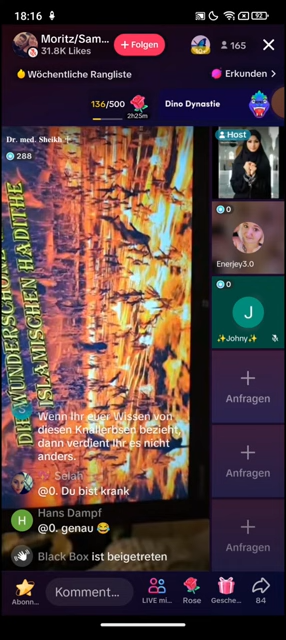 18:16
92
Moritz/Sam...
31.8K Likes
+ Folgen
165
Wöchentliche Rangliste
Erkunden >
136/500
2h25m
Dino Dynastie
Dr. med. Sheikh
288
DIE WUNDERSCHÖNE
ISLAMISCHEN HADITHE
Host
0
Enerjey3.0
0
J
✨Johny✨
Anfragen
Anfragen
Anfragen
Wenn Ihr euer Wissen von
diesen Knallerbsen bezieht,
dann verdient Ihr es nicht
anders.
Selah
@0. Du bist krank
H
Hans Dampf
@0. genau 😂
Black Box ist beigetreten
Abonn...
Komment...
LIVE mi...
Rose
Gesche...
84